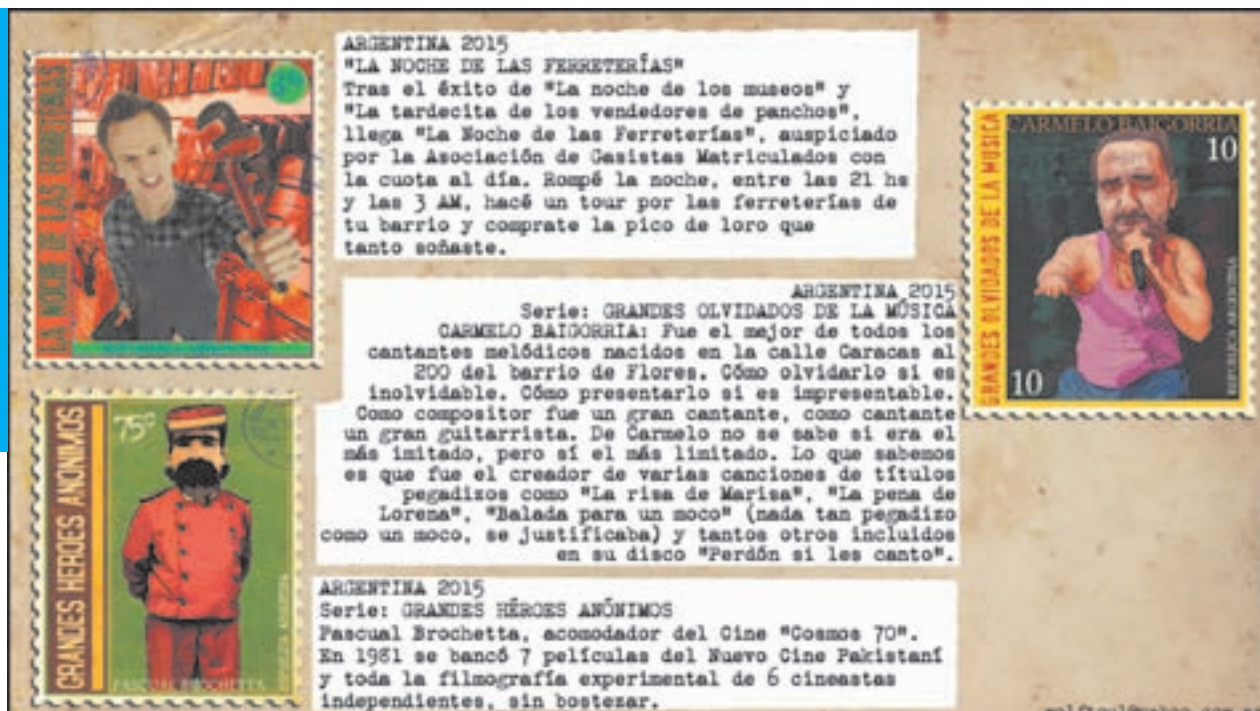 LA NOCHE DE LAS FERRETERIAS
ARGENTINA 2015
"LA NOCHE DE LAS FERRETERÍAS"
Tras el éxito de "La noche de los museos" y
"La tardecita de los vendedores de panchos",
llega "La Noche de las Ferreterías", auspiciado
por la Asociación de Gasistas Matriculados con
la cuota al día. Rompé la noche, entre las 21 hs
y las 3 AM, hacé un tour por las ferreterías de
tu barrio y comprate la pico de loro que
tanto soñaste.
GRANDES OLVIDADOS DE LA MUSICA
CARMELO BAIGORRIA
10
10
REPUBLICA ARGENTINA
ARGENTINA 2015
Serie: GRANDES OLVIDADOS DE LA MÚSICA
CARMELO BAIGORRIA: Fue el mejor de todos los
cantantes melódicos nacidos en la calle Caracas al
200 del barrio de Flores. Cómo olvidarlo si es
inolvidable. Cómo presentarlo si es impresentable.
Como compositor fue un gran cantante, como cantante
un gran guitarrista. De Carmelo no se sabe si era el
más imitado, pero sí el más limitado. Lo que sabemos
es que fue el creador de varias canciones de títulos
pegadizos como "La risa de Marisa", "La pena de
Lorena", "Balada para un moco" (nada tan pegadizo
como un moco, se justificaba) y tantos otros incluidos
en su disco "Perdón si les canto".
GRANDES HEROES ANONIMOS
75c
PASCUAL BROCHETTA
REPUBLICA ARGENTINA
ARGENTINA 2015
Serie: GRANDES HÉROES ANÓNIMOS
Pascual Brochetta, acomodador del Cine "Cosmos 70".
En 1981 se bancó 7 películas del Nuevo Cine Pakistaní
y toda la filmografía experimental de 6 cineastas
independientes, sin bostezar.